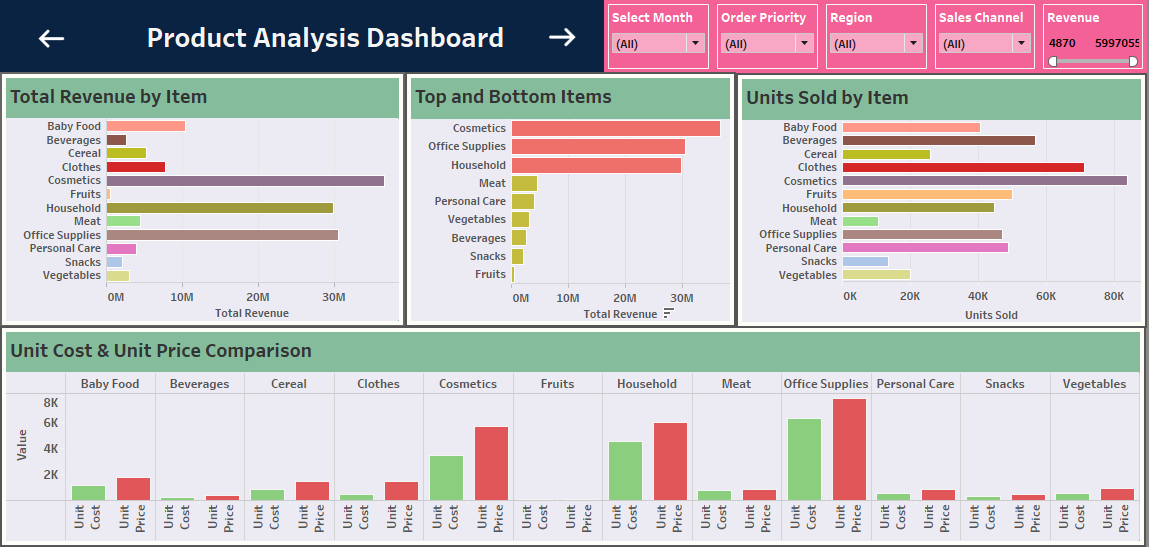 Product Analysis Dashboard
Select Month
(All)
Order Priority
(All)
Region
(All)
Sales Channel
(All)
Revenue
4870 5997055
Total Revenue by Item
Baby Food
Beverages
Cereal
Clothes
Cosmetics
Fruits
Household
Meat
Office Supplies
Personal Care
Snacks
Vegetables
0M 10M 20M 30M
Total Revenue
Top and Bottom Items
Cosmetics
Office Supplies
Household
Meat
Personal Care
Vegetables
Beverages
Snacks
Fruits
0M 10M 20M 30M
Total Revenue
Units Sold by Item
Baby Food
Beverages
Cereal
Clothes
Cosmetics
Fruits
Household
Meat
Office Supplies
Personal Care
Snacks
Vegetables
0K 20K 40K 60K 80K
Units Sold
Unit Cost & Unit Price Comparison
Baby Food Beverages Cereal Clothes Cosmetics Fruits Household Meat Office Supplies Personal Care Snacks Vegetables
Value
8K
6K
4K
2K
Unit Cost
Unit Price
Unit Cost
Unit Price
Unit Cost
Unit Price
Unit Cost
Unit Price
Unit Cost
Unit Price
Unit Cost
Unit Price
Unit Cost
Unit Price
Unit Cost
Unit Price
Unit Cost
Unit Price
Unit Cost
Unit Price
Unit Cost
Unit Price
Unit Cost
Unit Price